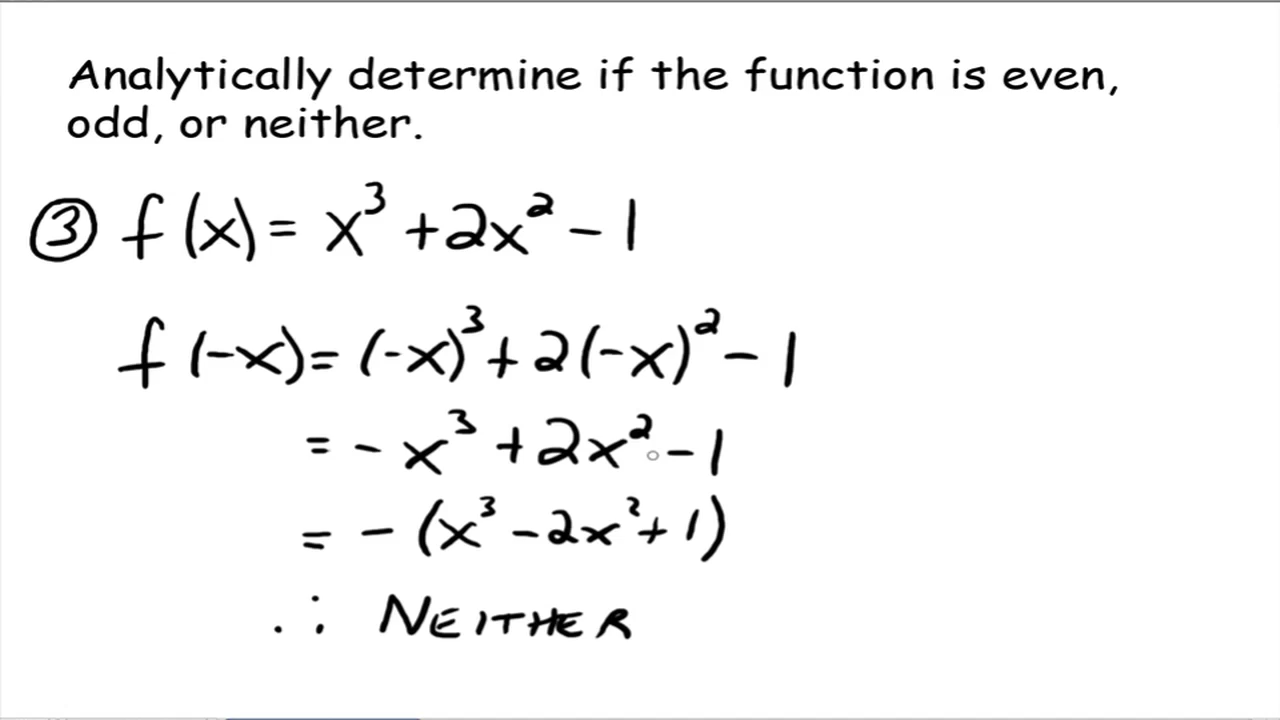 Analytically determine if the function is even,
odd, or neither.
③ f(x) = x³ + 2x² - 1
f(-x) = (-x)³ + 2(-x)² - 1
= - x³ + 2x² - 1
= - (x³ - 2x² + 1)
∴ NEITHER